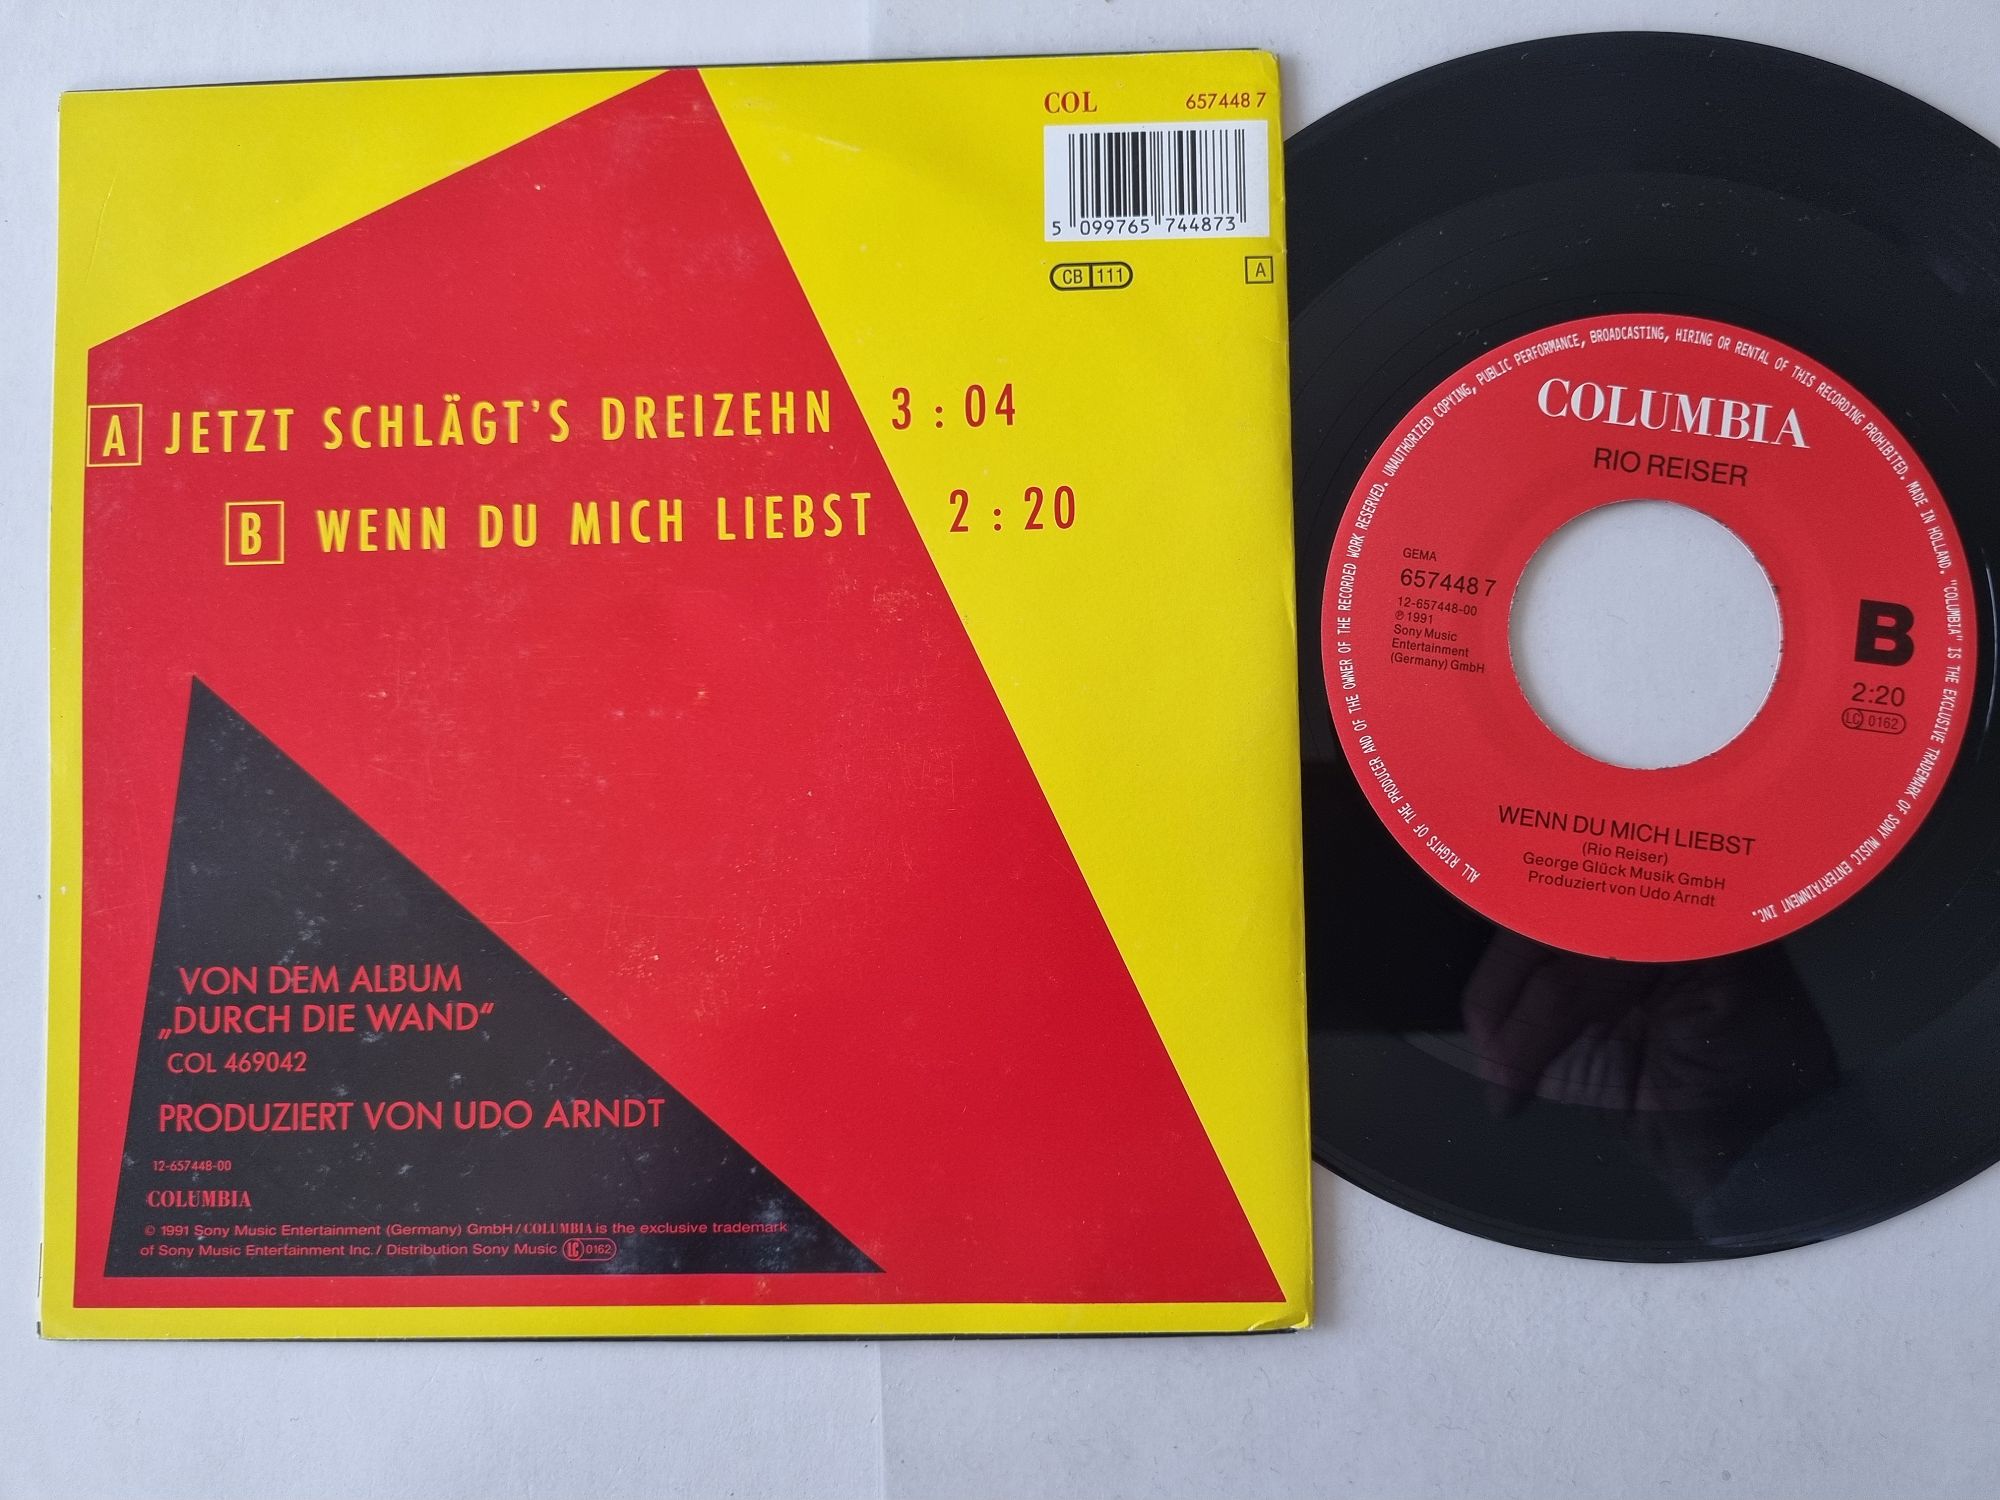 COL 657448 7
5 099765 744873
CB 111
A
A JETZT SCHLÄGT'S DREIZEHN 3:04
B WENN DU MICH LIEBST 2:20
VON DEM ALBUM
„DURCH DIE WAND“
COL 469042
PRODUZIERT VON UDO ARNDT
12-657448-00
COLUMBIA
© 1991 Sony Music Entertainment (Germany) GmbH / COLUMBIA is the exclusive trademark
of Sony Music Entertainment Inc. / Distribution Sony Music LC 0162
ALL RIGHTS OF THE PRODUCER AND OF THE OWNER OF THE RECORDED WORK RESERVED. UNAUTHORIZED COPYING, PUBLIC PERFORMANCE, BROADCASTING, HIRING OR RENTAL OF THIS RECORDING PROHIBITED. MADE IN HOLLAND. "COLUMBIA" IS THE EXCLUSIVE TRADEMARK OF SONY MUSIC ENTERTAINMENT INC.
COLUMBIA
RIO REISER
GEMA
657448 7
12-657448-00
℗ 1991
Sony Music
Entertainment
(Germany) GmbH
B
2:20
LC 0162
WENN DU MICH LIEBST
(Rio Reiser)
George Glück Musik GmbH
Produziert von Udo Arndt